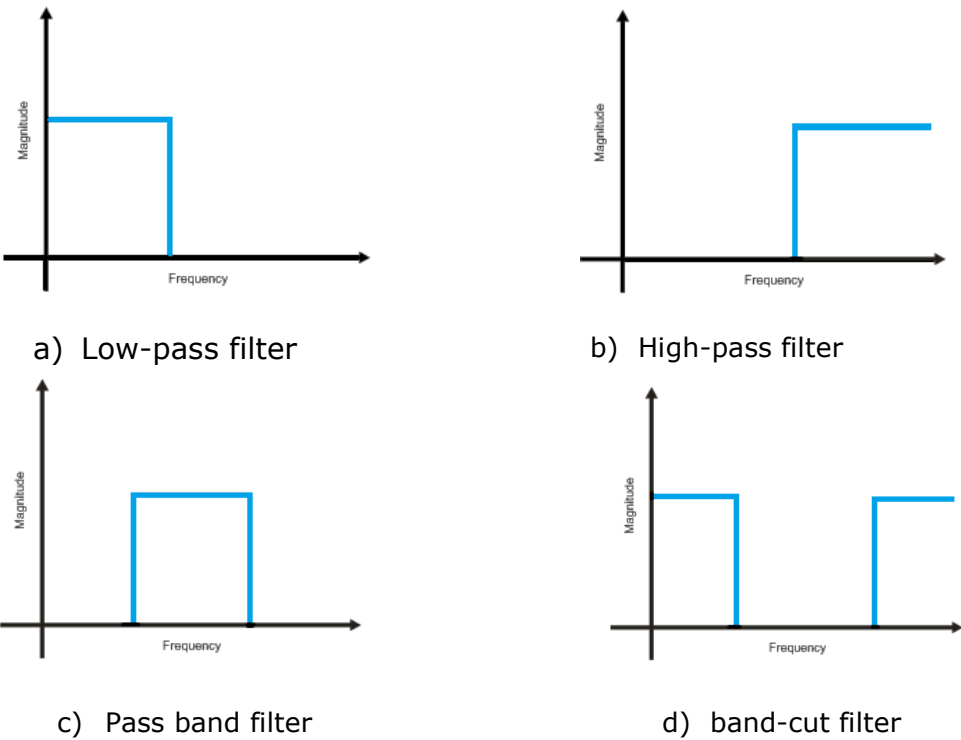 Magnitude
Frequency
a) Low-pass filter
Magnitude
Frequency
b) High-pass filter
Magnitude
Frequency
c) Pass band filter
Magnitude
Frequency
d) band-cut filter